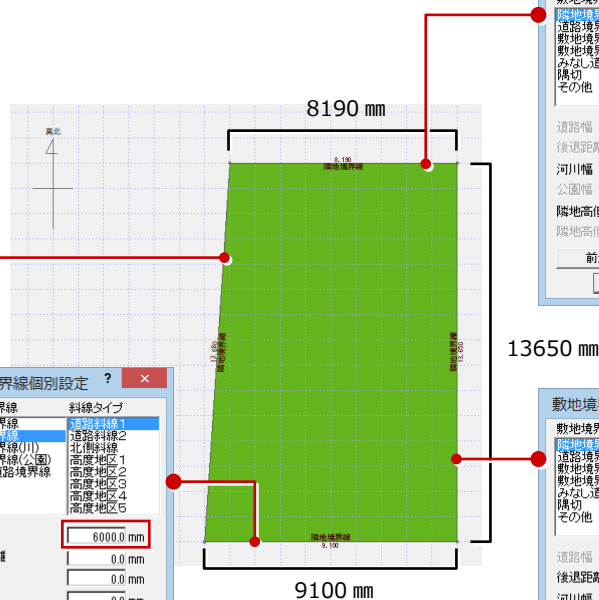 隣地境界
道路境界
敷地境界
敷地境界
みなし道
隅切
その他
道路幅
後退距離
河川幅
公園幅
隣地高低
隣地高低
8190 mm
真北
8.190
隣地境界線
13.680
隣地境界線
13.650
隣地境界線
13650 mm
界線個別設定 ? ×
界線
斜線タイプ
界線
道路斜線1
界線
道路斜線2
界線(川)
北側斜線
界線(公園)
高度地区1
道路境界線
高度地区2
高度地区3
高度地区4
高度地区5
6000.0 mm
0.0 mm
0.0 mm
0.0 mm
隣地境界線
9.100
9100 mm
敷地境
敷地境界
隣地境界
道路境界
敷地境界
敷地境界
みなし道
隅切
その他
道路幅
後退距離
河川幅